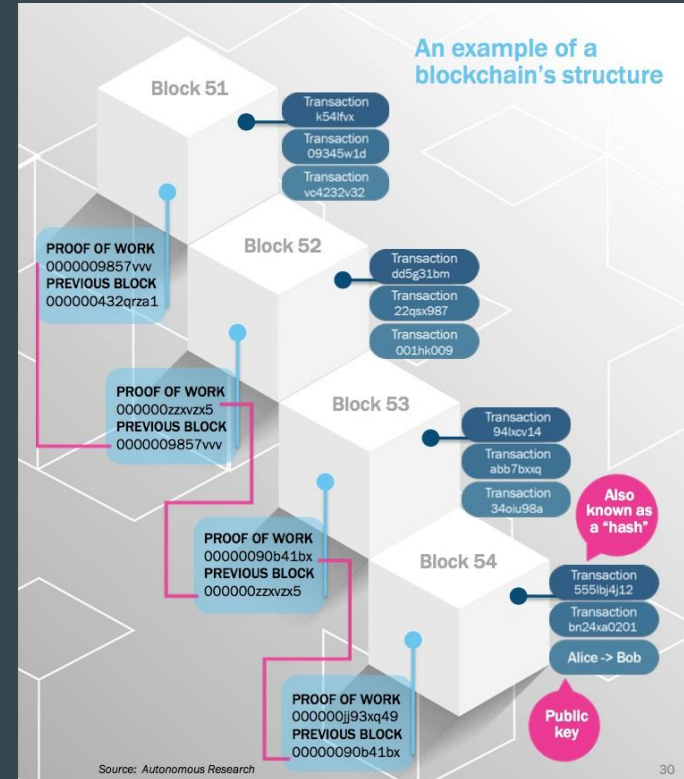 An example of a
blockchain's structure
Block 51
Transaction
k54lfvx
Transaction
09345w1d
Transaction
vc4232v32
PROOF OF WORK
0000009857vvv
PREVIOUS BLOCK
000000432qrza1
Block 52
Transaction
dd5g31bm
Transaction
22qsx987
Transaction
001hk009
PROOF OF WORK
000000zzxvzx5
PREVIOUS BLOCK
0000009857vvv
Block 53
Transaction
94lxcv14
Transaction
abb7bxxq
Transaction
34oiu98a
PROOF OF WORK
00000090b41bx
PREVIOUS BLOCK
000000zzxvzx5
Also
known as
a "hash"
Block 54
Transaction
555lbj4j12
Transaction
bn24xa0201
Alice -> Bob
PROOF OF WORK
000000jj93xq49
PREVIOUS BLOCK
00000090b41bx
Public
key
Source: Autonomous Research
30